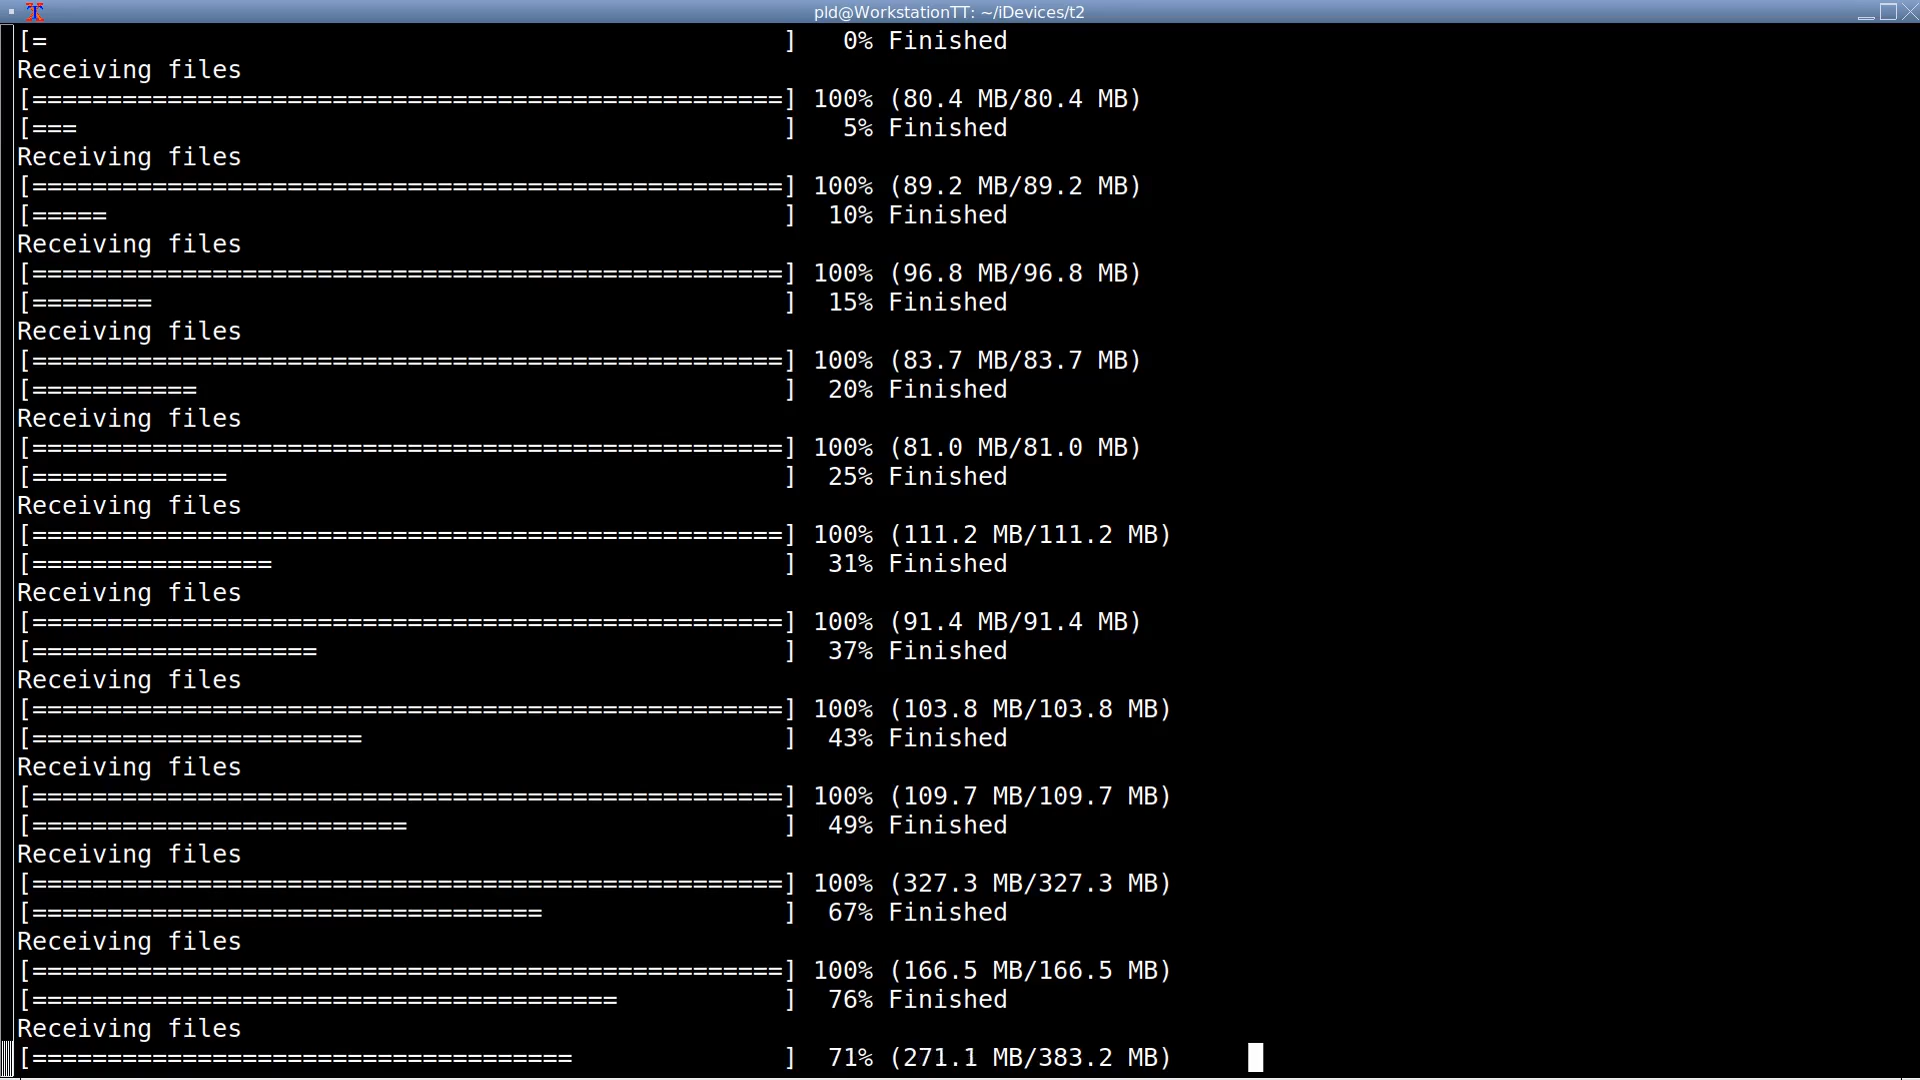 pld@WorkstationTT: ~/iDevices/t2
[=                                                 ]   0% Finished
Receiving files
[==================================================] 100% (80.4 MB/80.4 MB)
[===                                               ]   5% Finished
Receiving files
[==================================================] 100% (89.2 MB/89.2 MB)
[=====                                             ]  10% Finished
Receiving files
[==================================================] 100% (96.8 MB/96.8 MB)
[========                                          ]  15% Finished
Receiving files
[==================================================] 100% (83.7 MB/83.7 MB)
[===========                                       ]  20% Finished
Receiving files
[==================================================] 100% (81.0 MB/81.0 MB)
[=============                                     ]  25% Finished
Receiving files
[==================================================] 100% (111.2 MB/111.2 MB)
[================                                  ]  31% Finished
Receiving files
[==================================================] 100% (91.4 MB/91.4 MB)
[===================                               ]  37% Finished
Receiving files
[==================================================] 100% (103.8 MB/103.8 MB)
[======================                            ]  43% Finished
Receiving files
[==================================================] 100% (109.7 MB/109.7 MB)
[=========================                         ]  49% Finished
Receiving files
[==================================================] 100% (327.3 MB/327.3 MB)
[==================================                ]  67% Finished
Receiving files
[==================================================] 100% (166.5 MB/166.5 MB)
[=======================================           ]  76% Finished
Receiving files
[====================================              ]  71% (271.1 MB/383.2 MB)